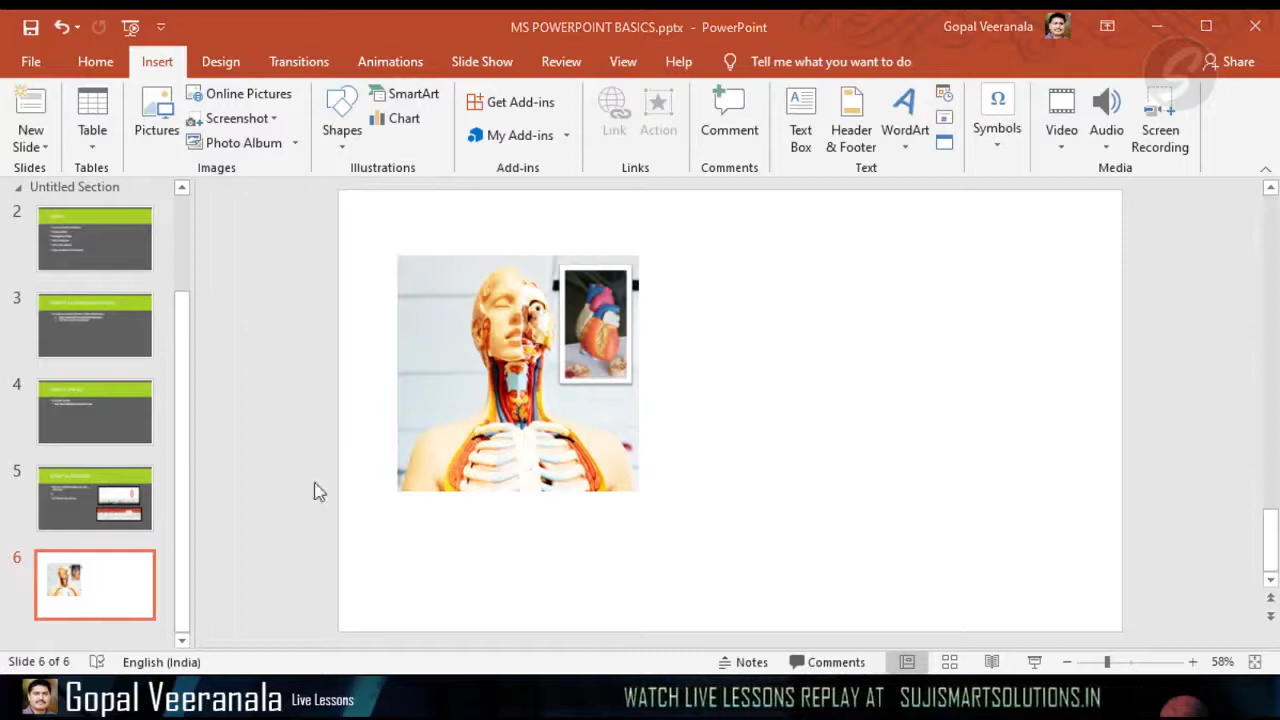 MS POWERPOINT BASICS.pptx - PowerPoint
Gopal Veeranala
File Home Insert Design Transitions Animations Slide Show Review View Help Tell me what you want to do Share
New Slide
Slides
Table
Tables
Pictures
Online Pictures
Screenshot
Photo Album
Images
Shapes
SmartArt
Chart
Illustrations
Get Add-ins
My Add-ins
Add-ins
Link
Action
Links
Comment
Comments
Text Box
Header & Footer
WordArt
Text
Symbols
Video
Audio
Screen Recording
Media
Untitled Section
2
3
4
5
6
Slide 6 of 6
English (India)
Notes
Comments
58%
Gopal Veeranala Live Lessons
WATCH LIVE LESSONS REPLAY AT SUJISMARTSOLUTIONS.IN